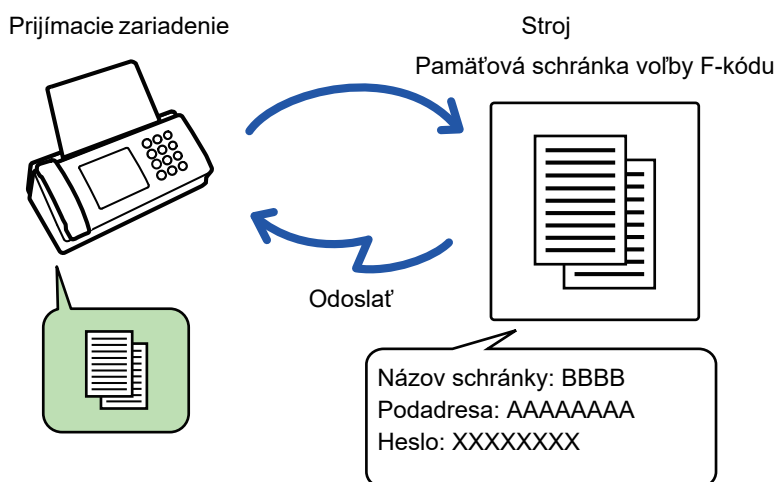 Prijímacie zariadenie
Stroj
Pamäťová schránka voľby F-kódu
Odoslať
Názov schránky: BBBB
Podadresa: AAAAAAAA
Heslo: XXXXXXXX